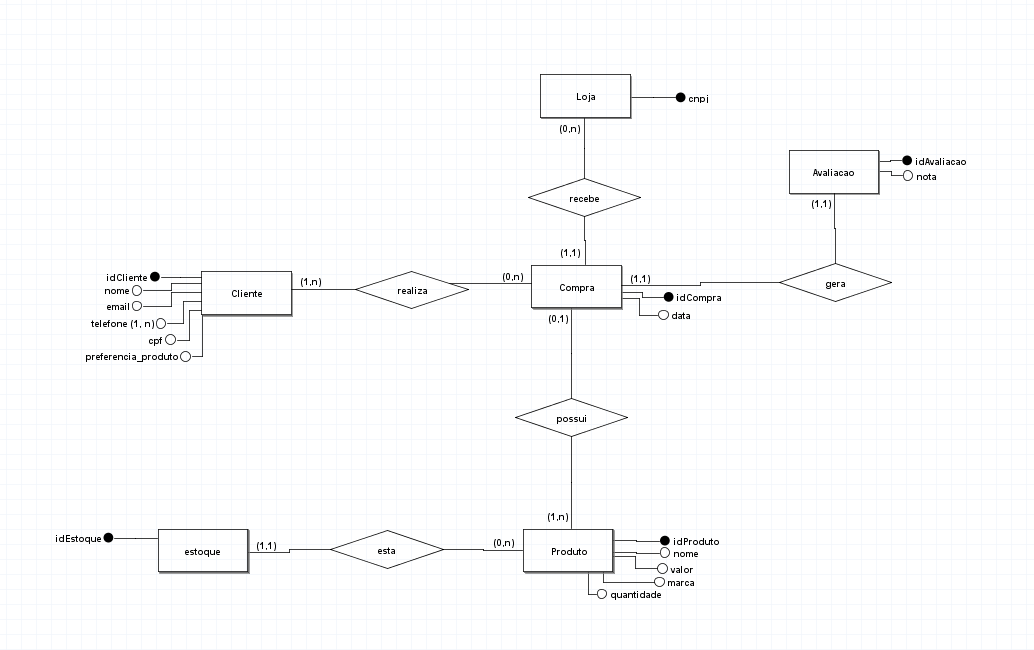 Loja
cnpj
(0,n)
Avaliacao
idAvaliacao
nota
(1,1)
recebe
(1,1)
idCliente
nome
email
telefone (1, n)
cpf
preferencia_produto
Cliente
(1,n)
realiza
(0,n)
Compra
(1,1)
idCompra
data
gera
(0,1)
possui
(1,n)
idEstoque
estoque
(1,1)
esta
(0,n)
Produto
idProduto
nome
valor
marca
quantidade